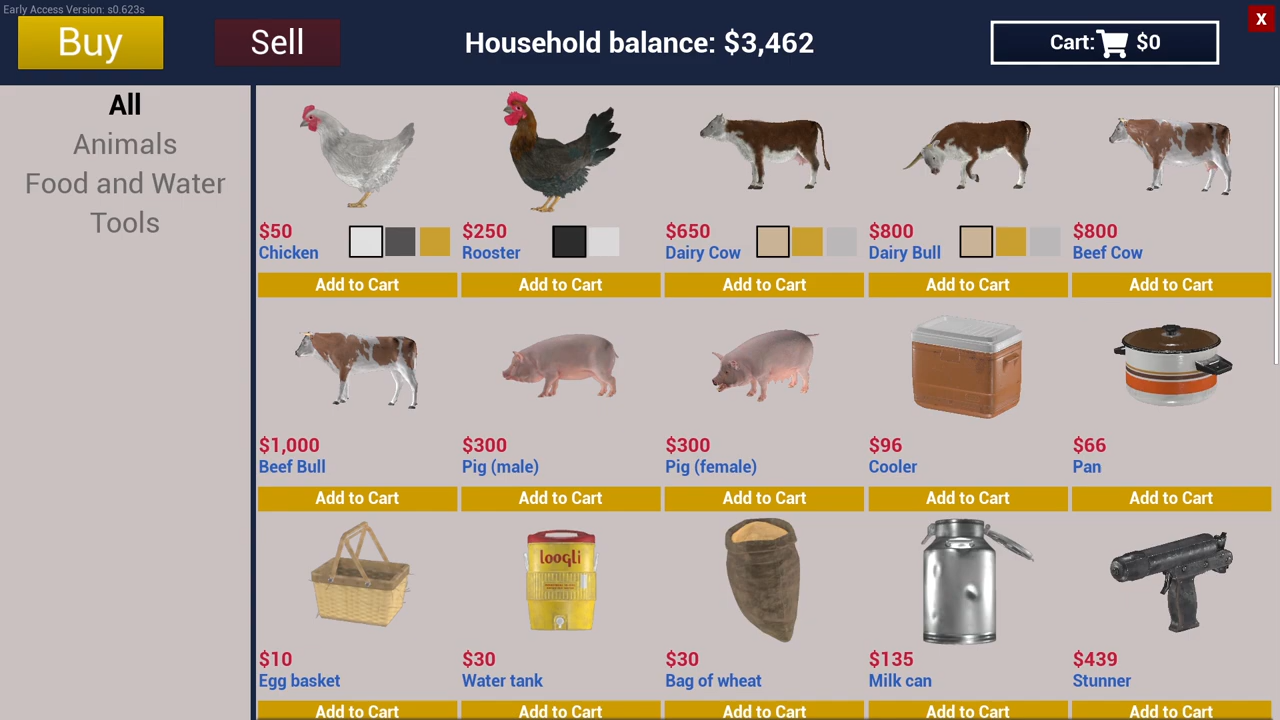 Early Access Version: s0.623s
Buy
Sell
Household balance: $3,462
Cart: $0
X
All
Animals
Food and Water
Tools
$50
Chicken
$250
Rooster
$650
Dairy Cow
$800
Dairy Bull
$800
Beef Cow
Add to Cart
Add to Cart
Add to Cart
Add to Cart
Add to Cart
$1,000
Beef Bull
$300
Pig (male)
$300
Pig (female)
$96
Cooler
$66
Pan
Add to Cart
Add to Cart
Add to Cart
Add to Cart
Add to Cart
loogli
$10
Egg basket
$30
Water tank
$30
Bag of wheat
$135
Milk can
$439
Stunner
Add to Cart
Add to Cart
Add to Cart
Add to Cart
Add to Cart